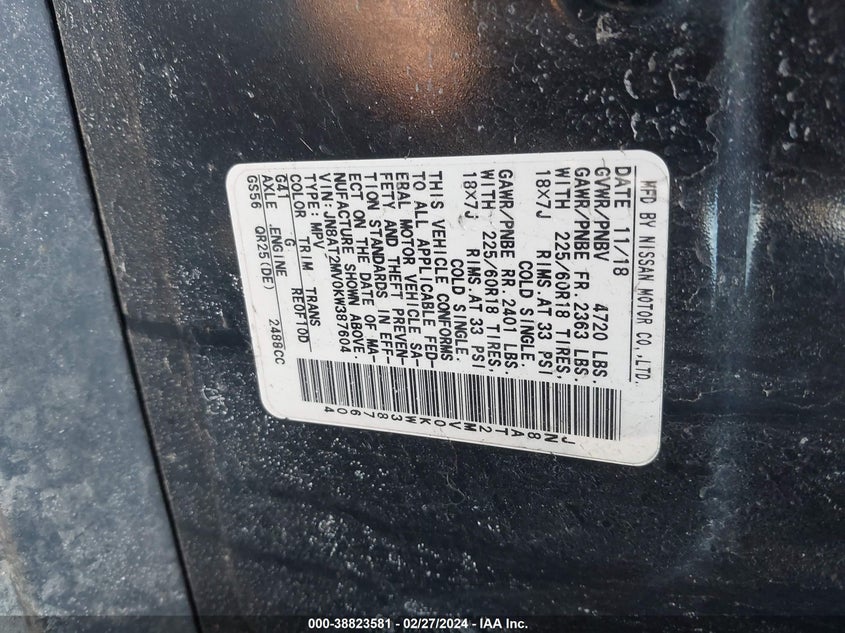 MFD BY NISSAN MOTOR CO.,LTD.
DATE 11/18
GVWR/PNBV 4720 LBS.
GAWR/PNBE FR. 2363 LBS.
WITH 225/60R18 TIRES,
18X7J RIMS.AT 33 PSI
COLD SINGLE.
GAWR/PNBE RR. 2401 LBS.
WITH 225/60R18 TIRES,
18X7J RIMS.AT 33 PSI
COLD SINGLE.
THIS VEHICLE CONFORMS
TO ALL APPLICABLE FED-
ERAL MOTOR VEHICLE SA-
FETY AND THEFT PREVEN-
TION STANDARDS IN EFF-
ECT ON THE DATE OF MA-
NUFACTURE SHOWN ABOVE.
VIN:JN8AT2MV0KW387604
TYPE:MPV
COLOR TRIM TRANS
G41 G RE0F10D
AXLE ENGINE
GS56 QR25(DE) 2488CC
JN8AT2MV0KW387604
000-38823581 - 02/27/2024 - IAA Inc.